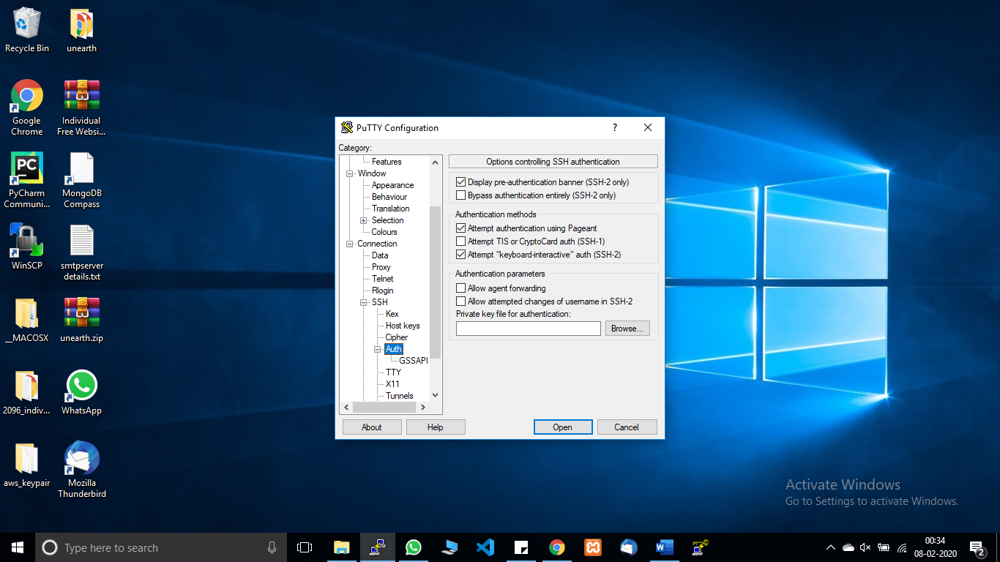 Recycle Bin
unearth
Google
Chrome
Individual
Free Websi...
PC
PyCharm
Communi...
MongoDB
Compass
WinSCP
smtpserver
details.txt
__MACOSX
unearth.zip
2096_indiv...
WhatsApp
aws_keypair
Mozilla
Thunderbird
PuTTY Configuration
?
Category:
Features
Window
Appearance
Behaviour
Translation
Selection
Colours
Connection
Data
Proxy
Telnet
Rlogin
SSH
Kex
Host keys
Cipher
Auth
GSSAPI
TTY
X11
Tunnels
Options controlling SSH authentication
Display pre-authentication banner (SSH-2 only)
Bypass authentication entirely (SSH-2 only)
Authentication methods
Attempt authentication using Pageant
Attempt TIS or CryptoCard auth (SSH-1)
Attempt "keyboard-interactive" auth (SSH-2)
Authentication parameters
Allow agent forwarding
Allow attempted changes of username in SSH-2
Private key file for authentication:
Browse...
About
Help
Open
Cancel
Activate Windows
Go to Settings to activate Windows.
Type here to search
W
00:34
08-02-2020
2